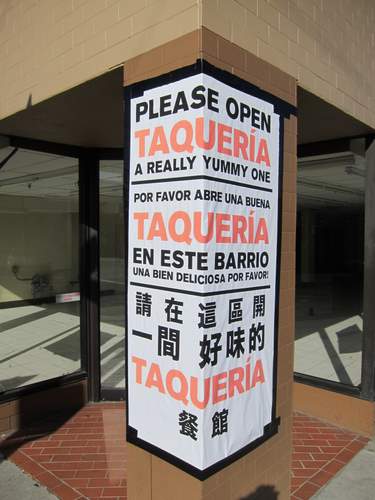 PLEASE OPEN
TAQUERÍA
A REALLY YUMMY ONE
POR FAVOR ABRE UNA BUENA
TAQUERÍA
EN ESTE BARRIO
UNA BIEN DELICIOSA POR FAVOR!
請在這區開
一間 好味的
TAQUERÍA
餐館